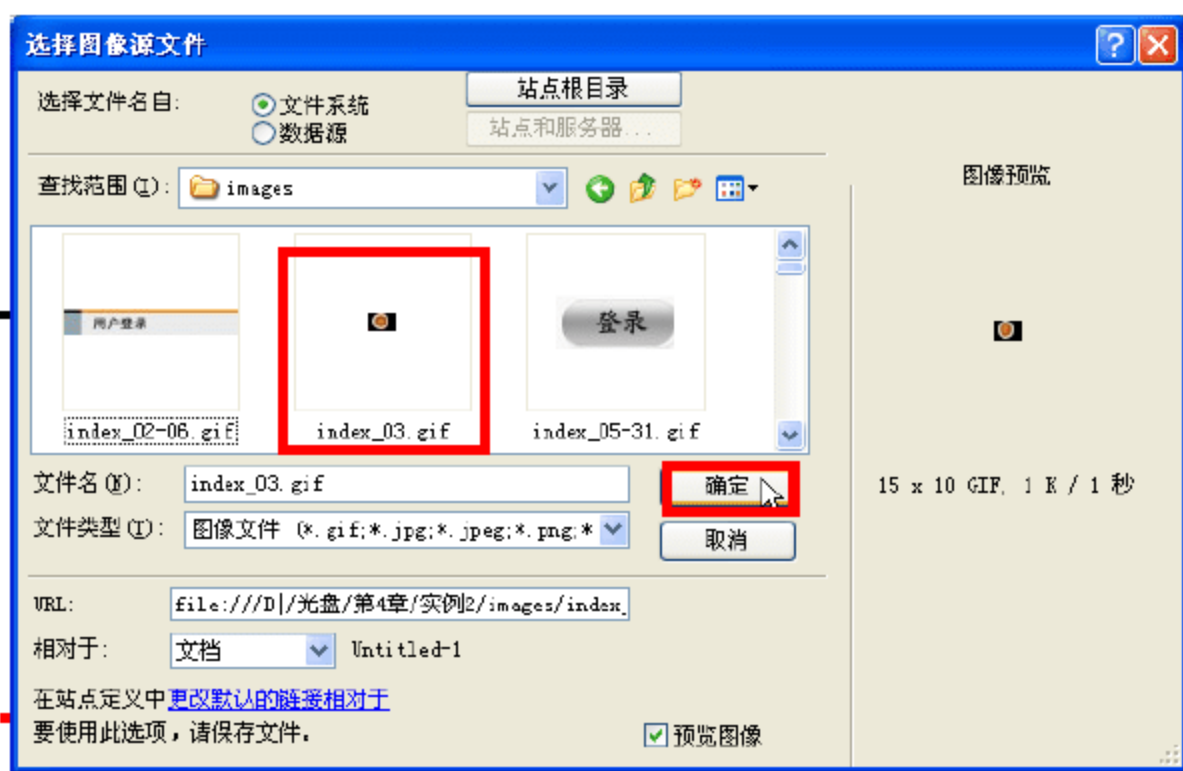 选择图像源文件
选择文件名自:
文件系统
站点根目录
数据源
站点和服务器...
查找范围(I):
images
图像预览
用户登录
登录
index_02-06.gif
index_03.gif
index_05-31.gif
文件名(N):
index_03.gif
确定
15 x 10 GIF, 1 K / 1 秒
文件类型(T):
图像文件 (*.gif;*.jpg;*.jpeg;*.png;*
取消
URL:
file:///D|/光盘/第4章/实例2/images/index_
相对于:
文档
Untitled-1
在站点定义中更改默认的链接相对于
要使用此选项，请保存文件。
预览图像